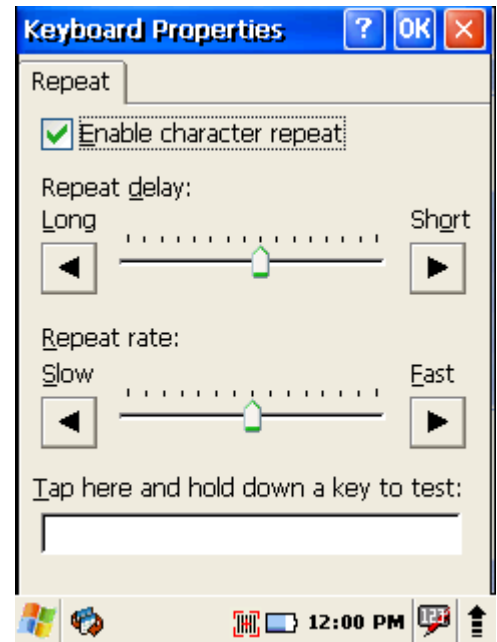 Keyboard Properties ? OK
Repeat
Enable character repeat
Repeat delay:
Long Short
Repeat rate:
Slow Fast
Tap here and hold down a key to test:
12:00 PM 123